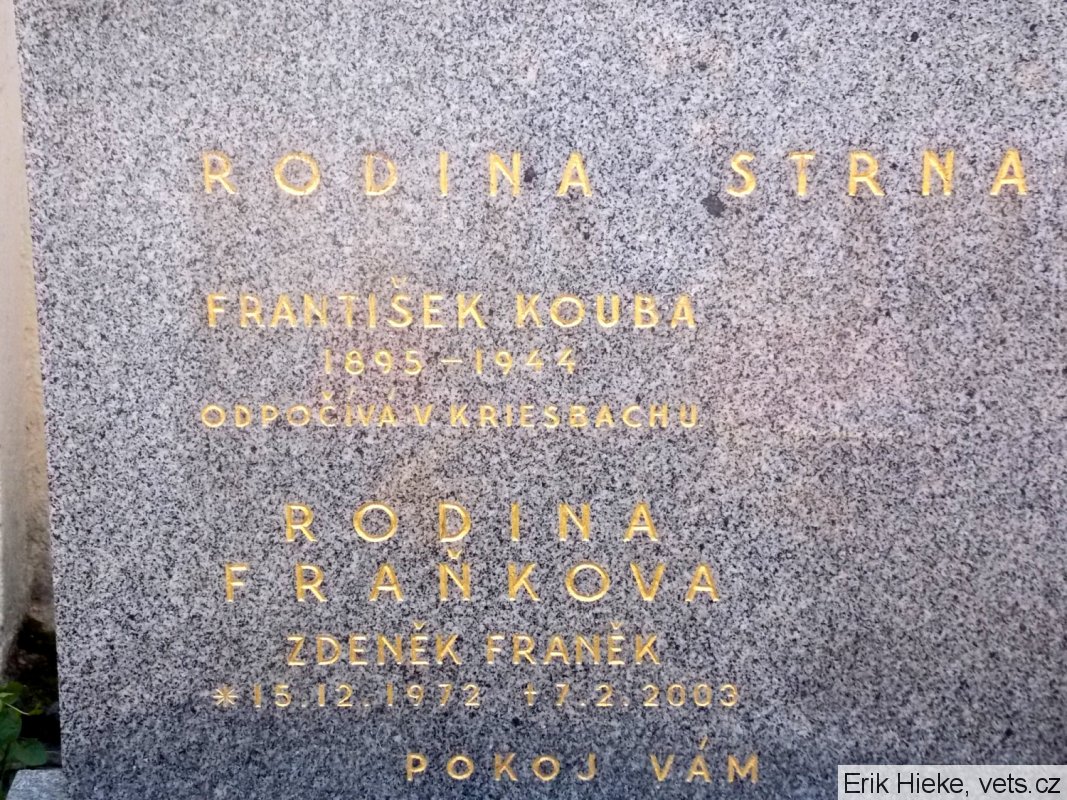 RODINA STRNA
FRANTIŠEK KOUBA
1895 – 1944
ODPOČÍVÁ V KRIESBACHU
RODINA
FRAŇKOVA
ZDENĚK FRANĚK
*15.12.1972 †7.2.2003
POKOJ VÁM
Erik Hieke, vets.cz